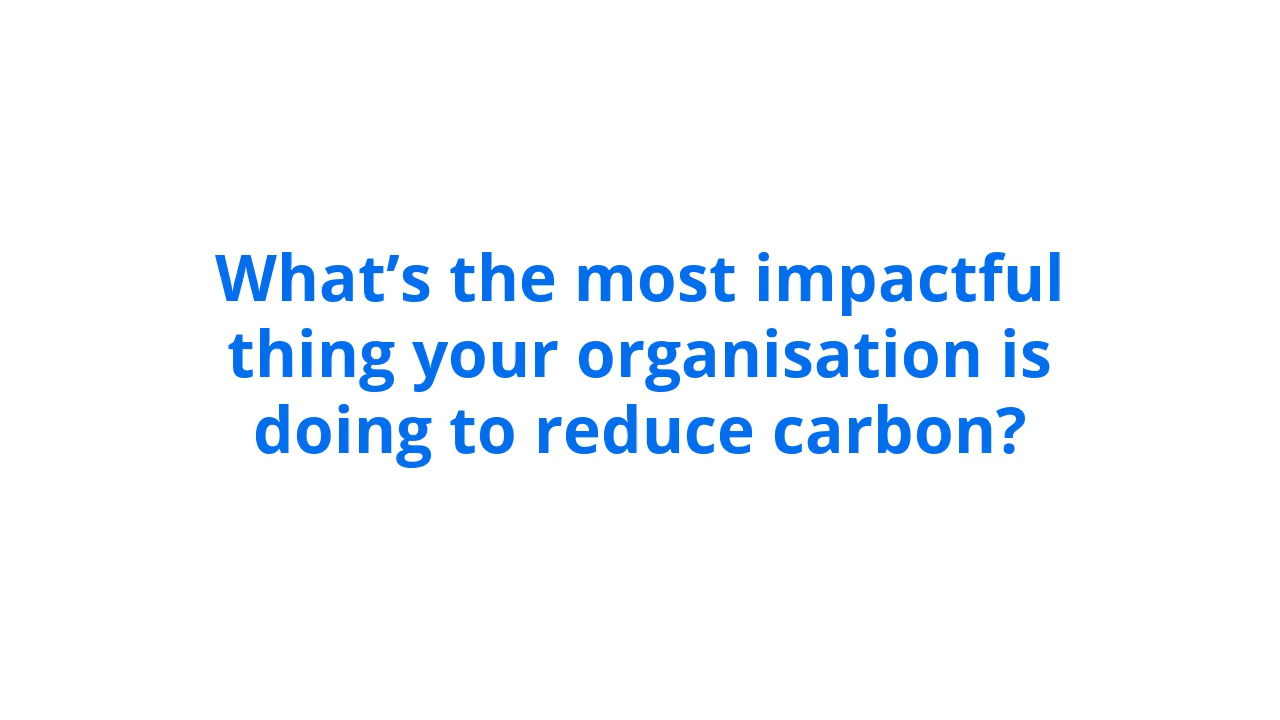 What’s the most impactful
thing your organisation is
doing to reduce carbon?